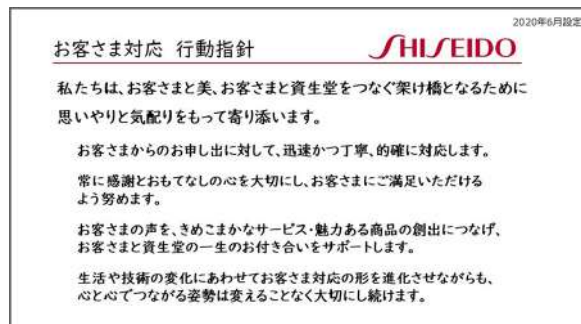 2020年6月設定
お客さま対応 行動指針
SHISEIDO
私たちは、お客さまと美、お客さまと資生堂をつなぐ架け橋となるために
思いやりと気配りをもって寄り添います。
お客さまからのお申し出に対して、迅速かつ丁寧、的確に対応します。
常に感謝とおもてなしの心を大切にし、お客さまにご満足いただける
よう努めます。
お客さまの声を、きめこまかなサービス・魅力ある商品の創出につなげ、
お客さまと資生堂の一生のお付き合いをサポートします。
生活や技術の変化にあわせてお客さま対応の形を進化させながらも、
心と心でつながる姿勢は変えることなく大切にし続けます。